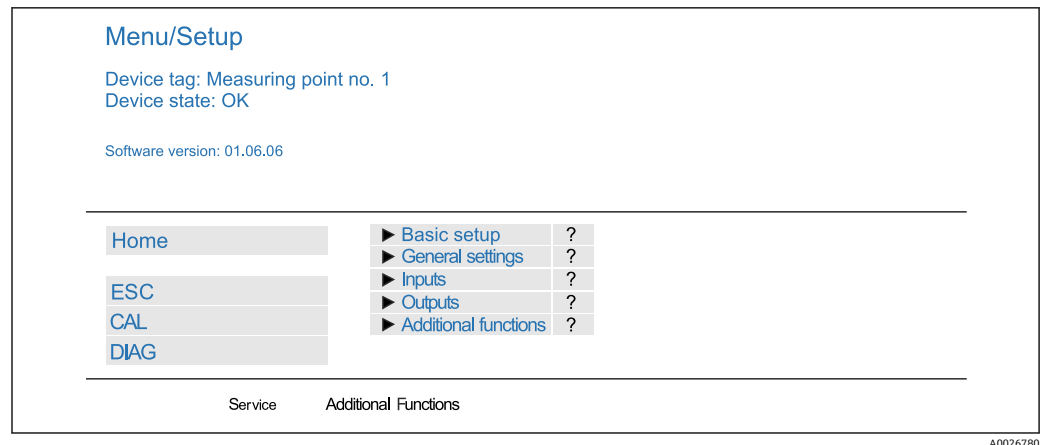 Menu/Setup
Device tag: Measuring point no. 1
Device state: OK
Software version: 01.06.06
Home
ESC
CAL
DIAG
▶ Basic setup ?
▶ General settings ?
▶ Inputs ?
▶ Outputs ?
▶ Additional functions ?
Service Additional Functions
A0026780